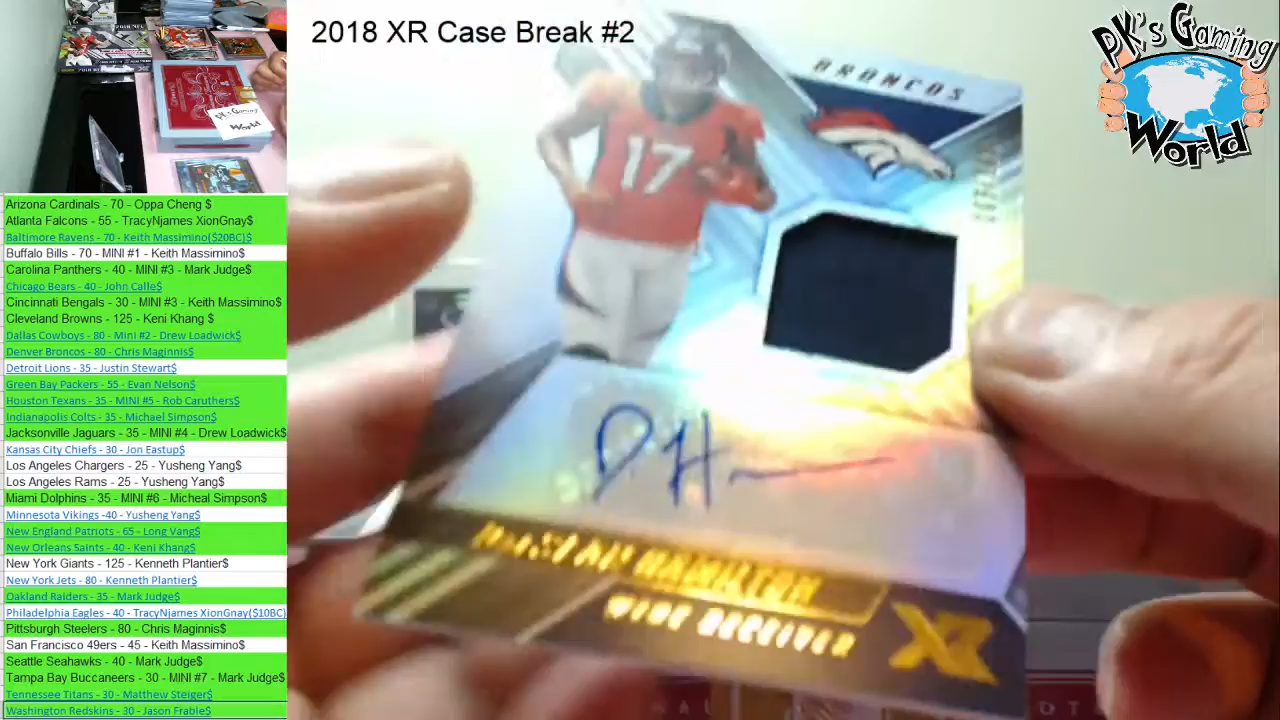 2018 XR Case Break #2
PK's Gaming
World
PK's Gaming
World
Arizona Cardinals - 70 - Oppa Cheng $
Atlanta Falcons - 55 - TracyNjames XionGnay$
Baltimore Ravens - 70 - Keith Massimino($20BC)$
Buffalo Bills - 70 - MINI #1 - Keith Massimino$
Carolina Panthers - 40 - MINI #3 - Mark Judge$
Chicago Bears - 40 - John Calle$
Cincinnati Bengals - 30 - MINI #3 - Keith Massimino$
Cleveland Browns - 125 - Keni Khang $
Dallas Cowboys - 80 - Mini #2 - Drew Loadwick$
Denver Broncos - 80 - Chris Maginnis$
Detroit Lions - 35 - Justin Stewart$
Green Bay Packers - 55 - Evan Nelson$
Houston Texans - 35 - MINI #5 - Rob Caruthers$
Indianapolis Colts - 35 - Michael Simpson$
Jacksonville Jaguars - 35 - MINI #4 - Drew Loadwick$
Kansas City Chiefs - 30 - Jon Eastup$
Los Angeles Chargers - 25 - Yusheng Yang$
Los Angeles Rams - 25 - Yusheng Yang$
Miami Dolphins - 35 - MINI #6 - Micheal Simpson$
Minnesota Vikings -40 - Yusheng Yang$
New England Patriots - 65 - Long Vang$
New Orleans Saints - 40 - Keni Khang$
New York Giants - 125 - Kenneth Plantier$
New York Jets - 80 - Kenneth Plantier$
Oakland Raiders - 35 - Mark Judge$
Philadelphia Eagles - 40 - TracyNjames XionGnay($10BC)
Pittsburgh Steelers - 80 - Chris Maginnis$
San Francisco 49ers - 45 - Keith Massimino$
Seattle Seahawks - 40 - Mark Judge$
Tampa Bay Buccaneers - 30 - MINI #7 - Mark Judge$
Tennessee Titans - 30 - Matthew Steiger$
Washington Redskins - 30 - Jason Frable$
BRONCOS
17
D H
DaeSEAN HAMILTON
WIDE RECEIVER
XR